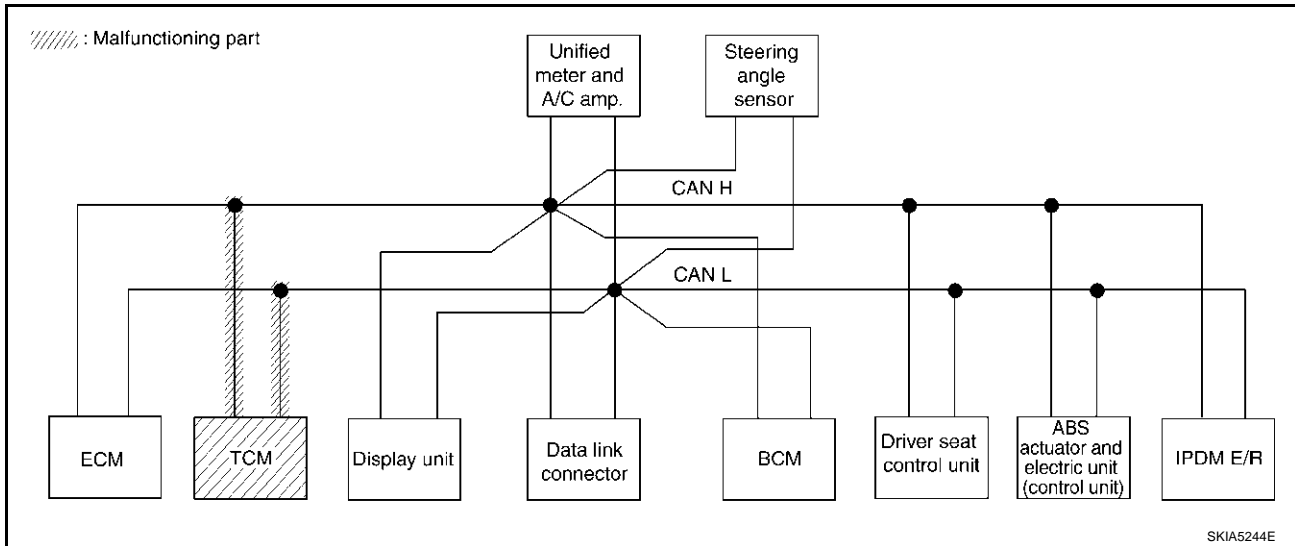 : Malfunctioning part
Unified
meter and
A/C amp.
Steering
angle
sensor
CAN H
CAN L
ECM
TCM
Display unit
Data link
connector
BCM
Driver seat
control unit
ABS
actuator and
electric unit
(control unit)
IPDM E/R
SKIA5244E